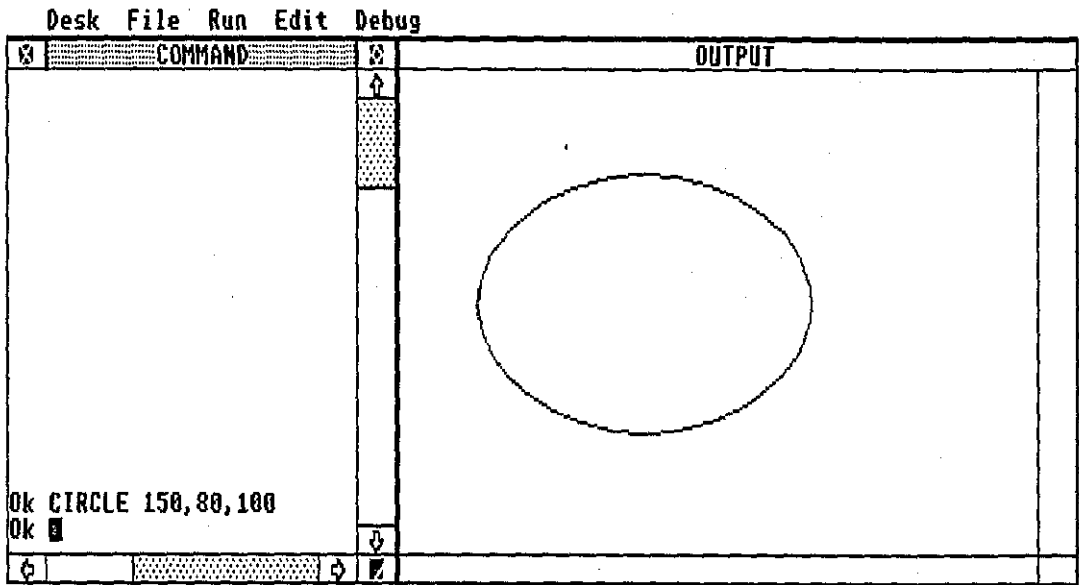 Desk File Run Edit Debug
COMMAND
OUTPUT
Ok CIRCLE 150,80,100
Ok